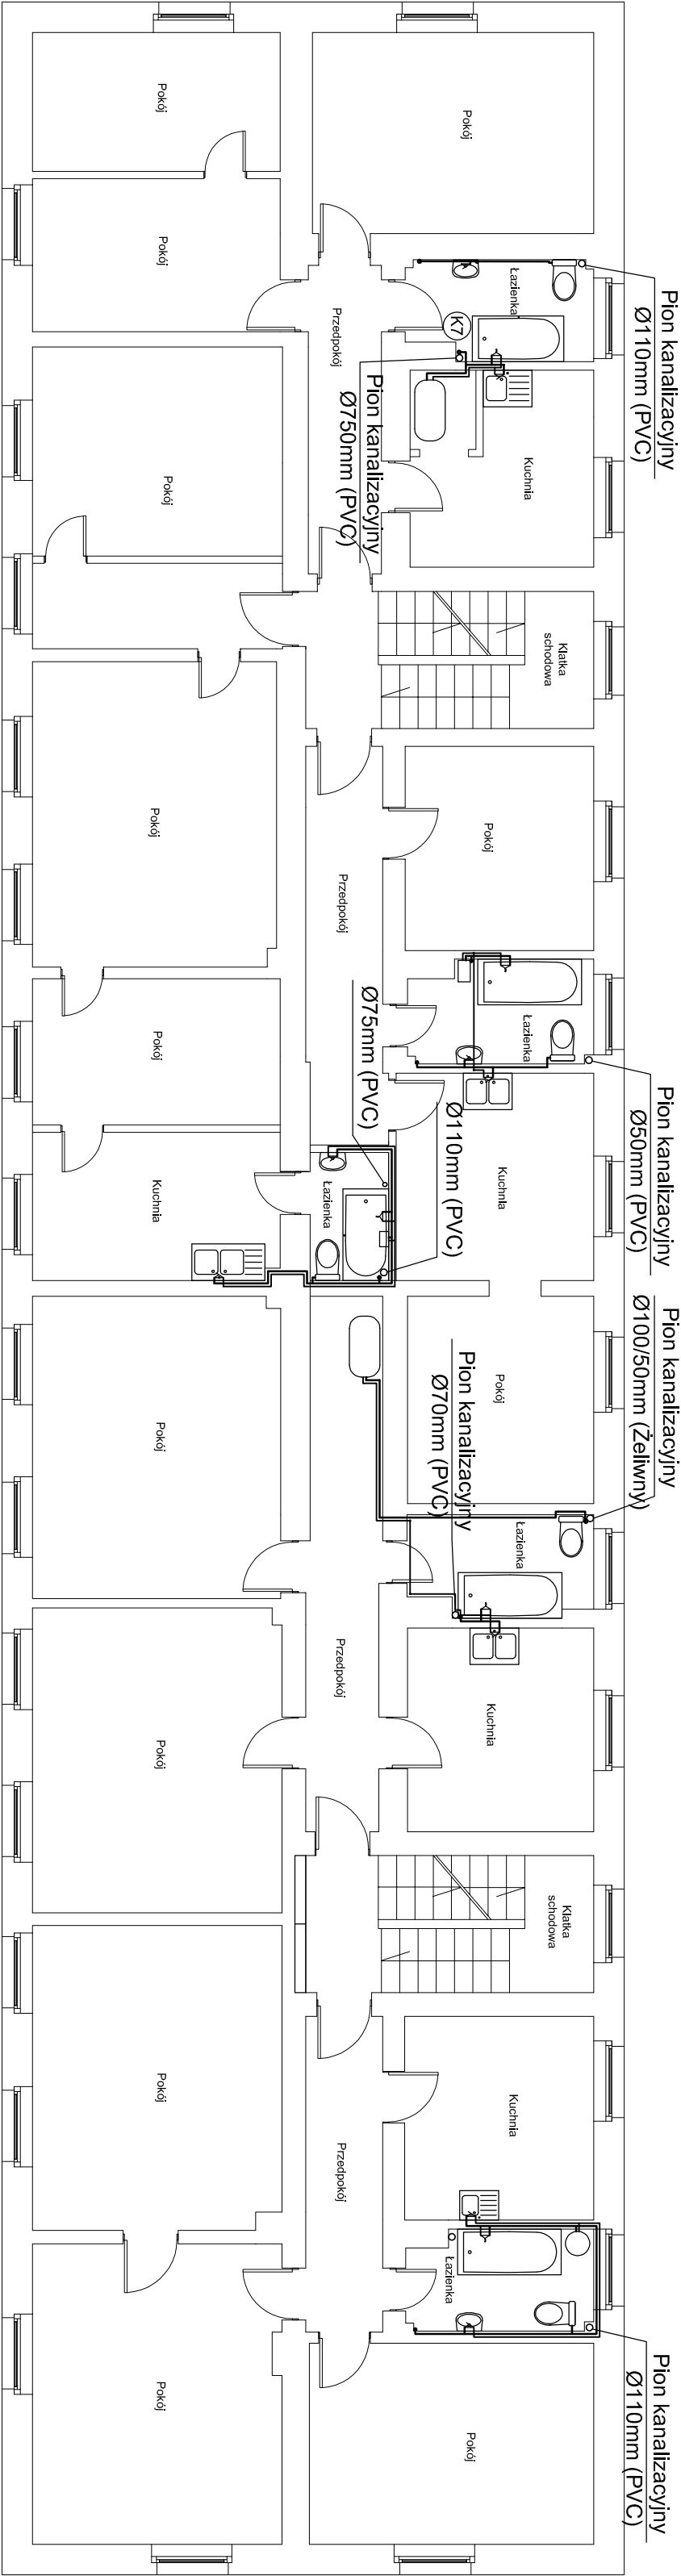 Pokój
Pokój
Pokój
Łazienka
Pion kanalizacyjny
Ø110mm (PVC)
K7
Przedpokój
Pion kanalizacyjny
Ø750mm (PVC)
Kuchnia
Pokój
Klatka
schodowa
Pokój
Pokój
Przedpokój
Łazienka
Pion kanalizacyjny
Ø50mm (PVC)
Ø75mm (PVC)
Ø110mm (PVC)
Pokój
Kuchnia
Łazienka
Kuchnia
Pion kanalizacyjny
Ø100/50mm (Żeliwny)
Pokój
Pion kanalizacyjny
Ø70mm (PVC)
Pokój
Łazienka
Przedpokój
Kuchnia
Pokój
Klatka
schodowa
Pokój
Kuchnia
Przedpokój
Łazienka
Pion kanalizacyjny
Ø110mm (PVC)
Pokój
Pokój